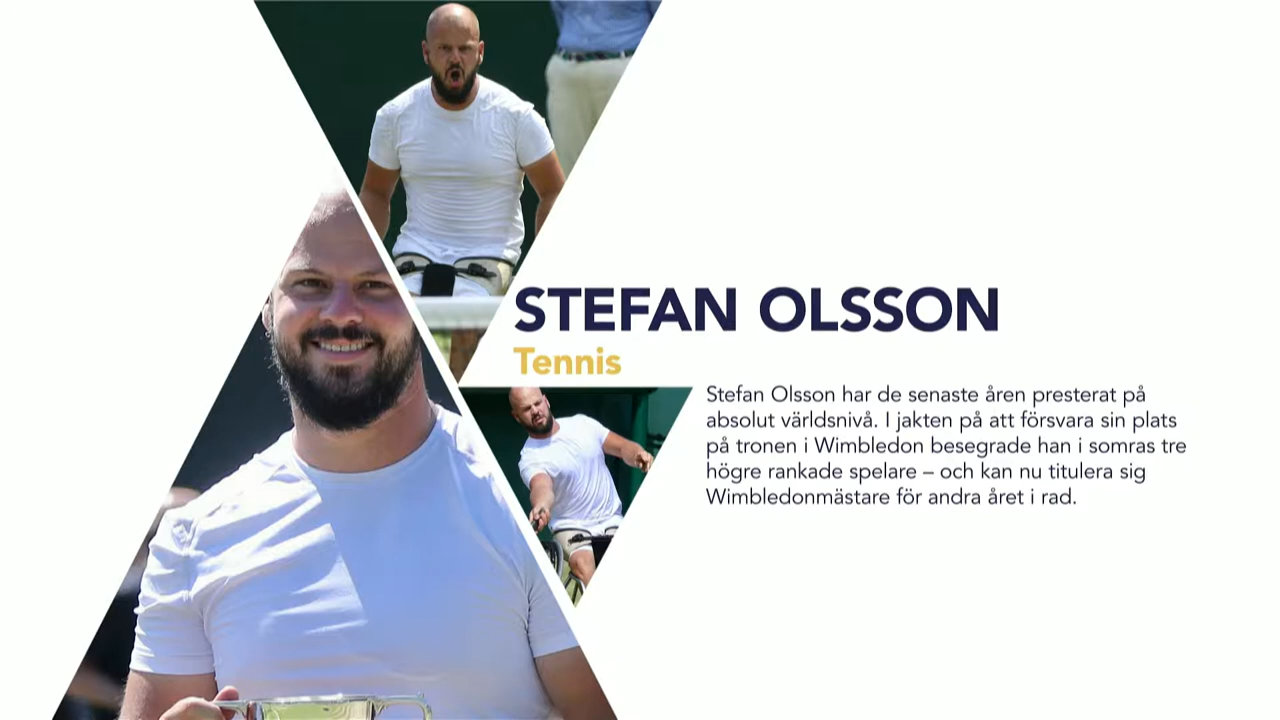 STEFAN OLSSON
Tennis
Stefan Olsson har de senaste åren presterat på
absolut världsnivå. I jakten på att försvara sin plats
på tronen i Wimbledon besegrade han i somras tre
högre rankade spelare – och kan nu titulera sig
Wimbledonmästare för andra året i rad.